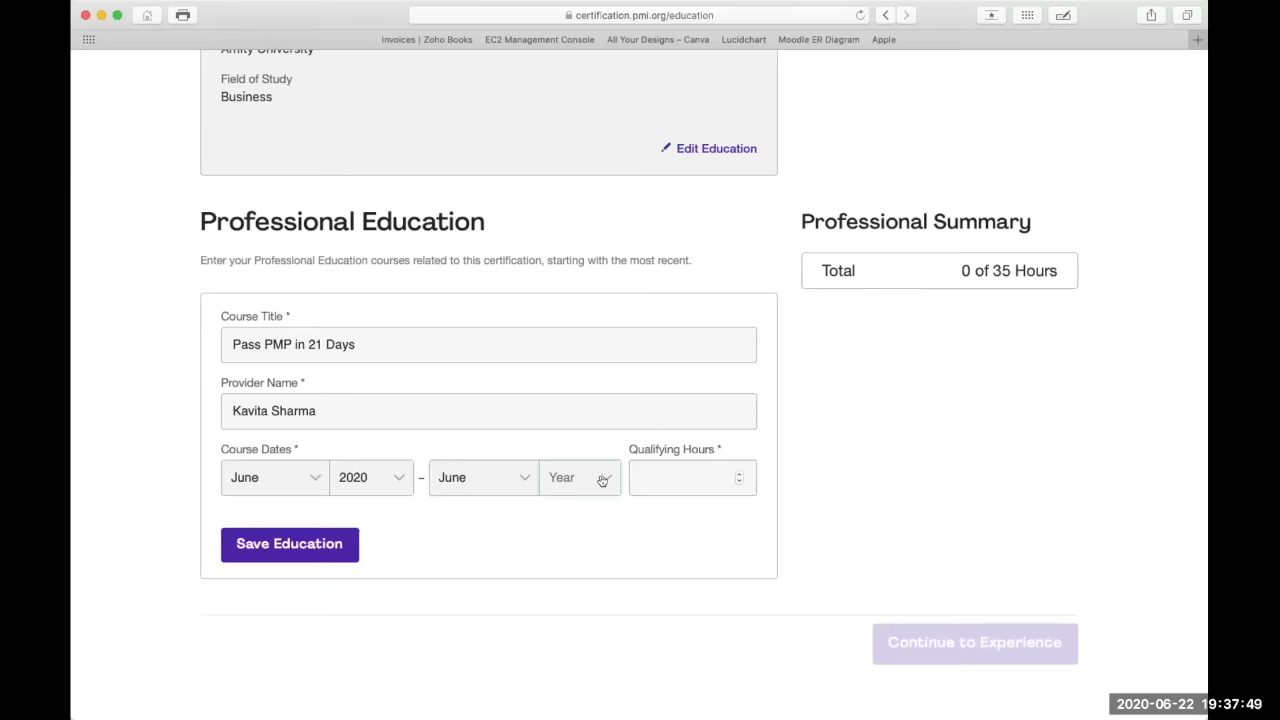 certification.pmi.org/education
Invoices | Zoho Books EC2 Management Console All Your Designs – Canva Lucidchart Moodle ER Diagram Apple
Amity University
Field of Study
Business
Edit Education
Professional Education
Professional Summary
Enter your Professional Education courses related to this certification, starting with the most recent.
Total 0 of 35 Hours
Course Title *
Pass PMP in 21 Days
Provider Name *
Kavita Sharma
Course Dates * Qualifying Hours *
June 2020 – June Year
Save Education
Continue to Experience
2020-06-22 19:37:49